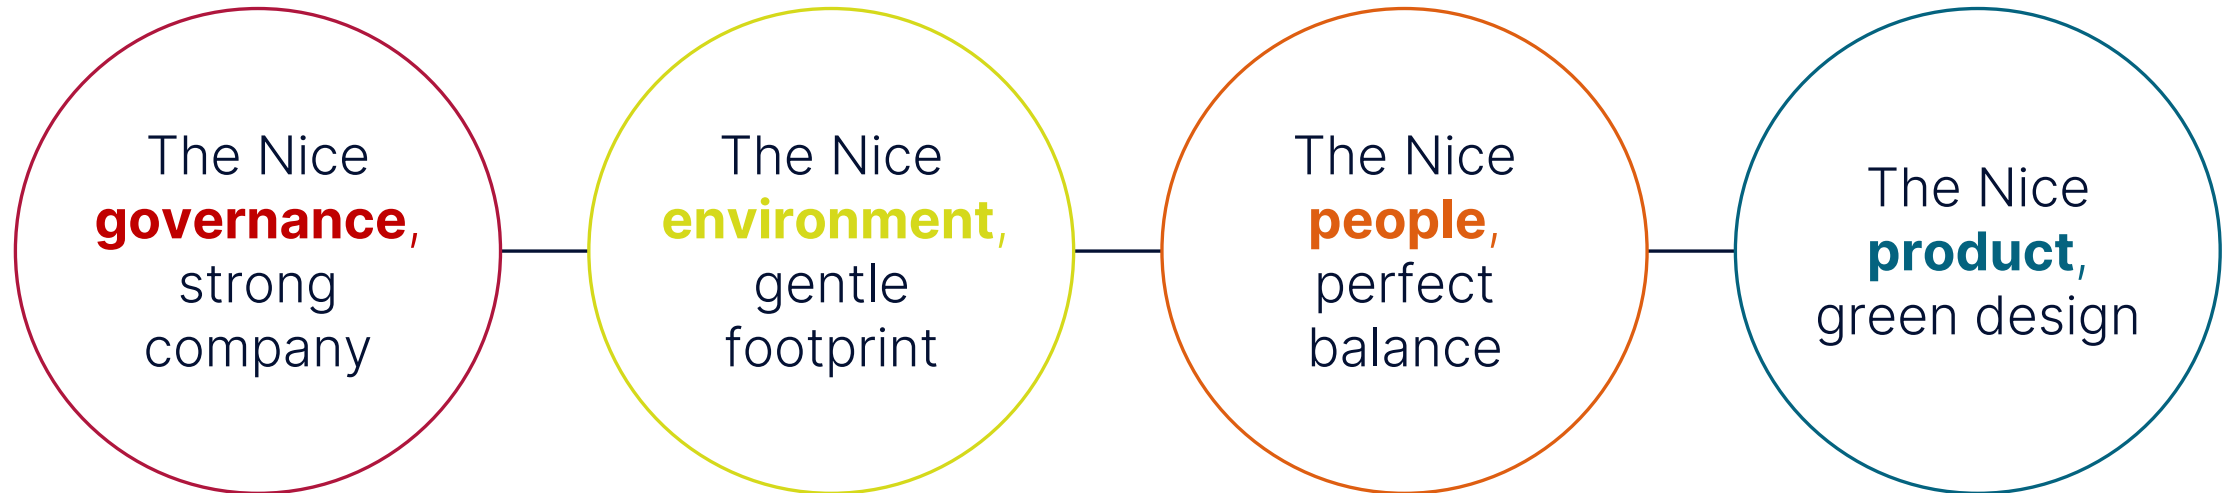 The Nice
governance,
strong
company
The Nice
environment,
gentle
footprint
The Nice
people,
perfect
balance
The Nice
product,
green design